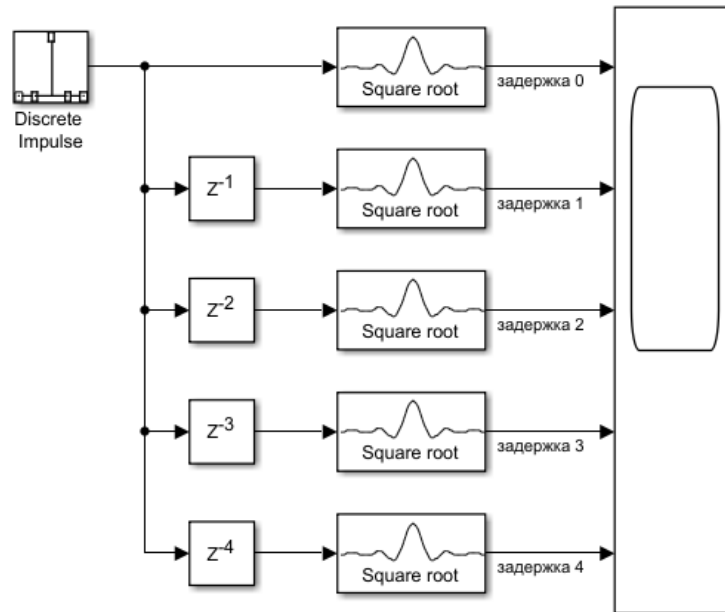 Square root
задержка 0
Discrete
Impulse
Z-1
Square root
задержка 1
Z-2
Square root
задержка 2
Z-3
Square root
задержка 3
Z-4
Square root
задержка 4